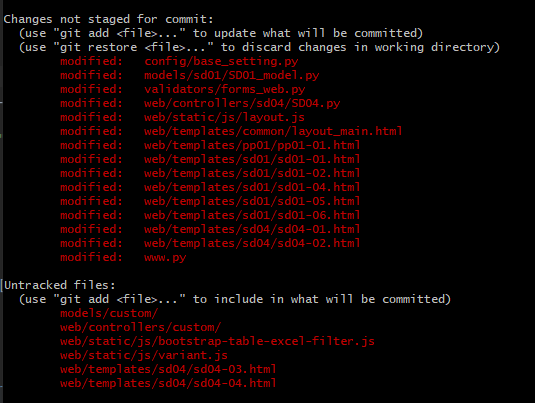 Changes not staged for commit:
  (use "git add <file>..." to update what will be committed)
  (use "git restore <file>..." to discard changes in working directory)
        modified:   config/base_setting.py
        modified:   models/sd01/SD01_model.py
        modified:   validators/forms_web.py
        modified:   web/controllers/sd04/SD04.py
        modified:   web/static/js/layout.js
        modified:   web/templates/common/layout_main.html
        modified:   web/templates/pp01/pp01-01.html
        modified:   web/templates/sd01/sd01-01.html
        modified:   web/templates/sd01/sd01-02.html
        modified:   web/templates/sd01/sd01-04.html
        modified:   web/templates/sd01/sd01-05.html
        modified:   web/templates/sd01/sd01-06.html
        modified:   web/templates/sd04/sd04-01.html
        modified:   web/templates/sd04/sd04-02.html
        modified:   www.py
Untracked files:
  (use "git add <file>..." to include in what will be committed)
        models/custom/
        web/controllers/custom/
        web/static/js/bootstrap-table-excel-filter.js
        web/static/js/variant.js
        web/templates/sd04/sd04-03.html
        web/templates/sd04/sd04-04.html